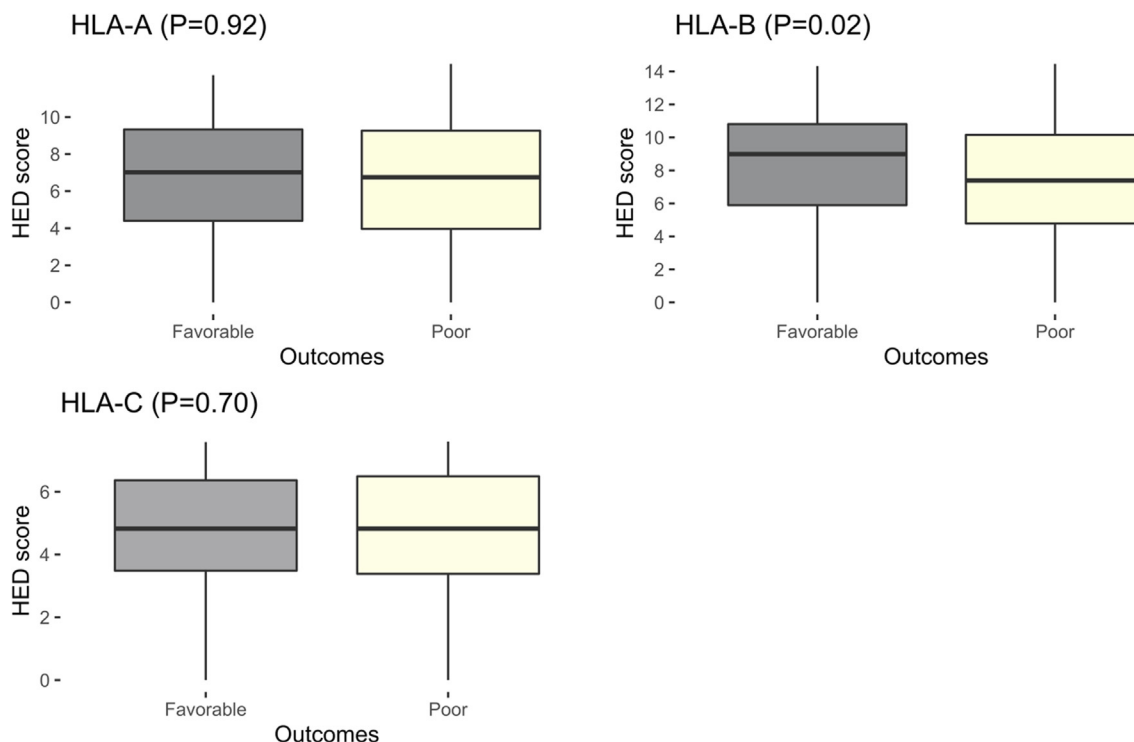 HLA-A (P=0.92)
HED score
10
8
6
4
2
0
Favorable
Poor
Outcomes
HLA-B (P=0.02)
HED score
14
12
10
8
6
4
2
0
Favorable
Poor
Outcomes
HLA-C (P=0.70)
HED score
6
4
2
0
Favorable
Poor
Outcomes